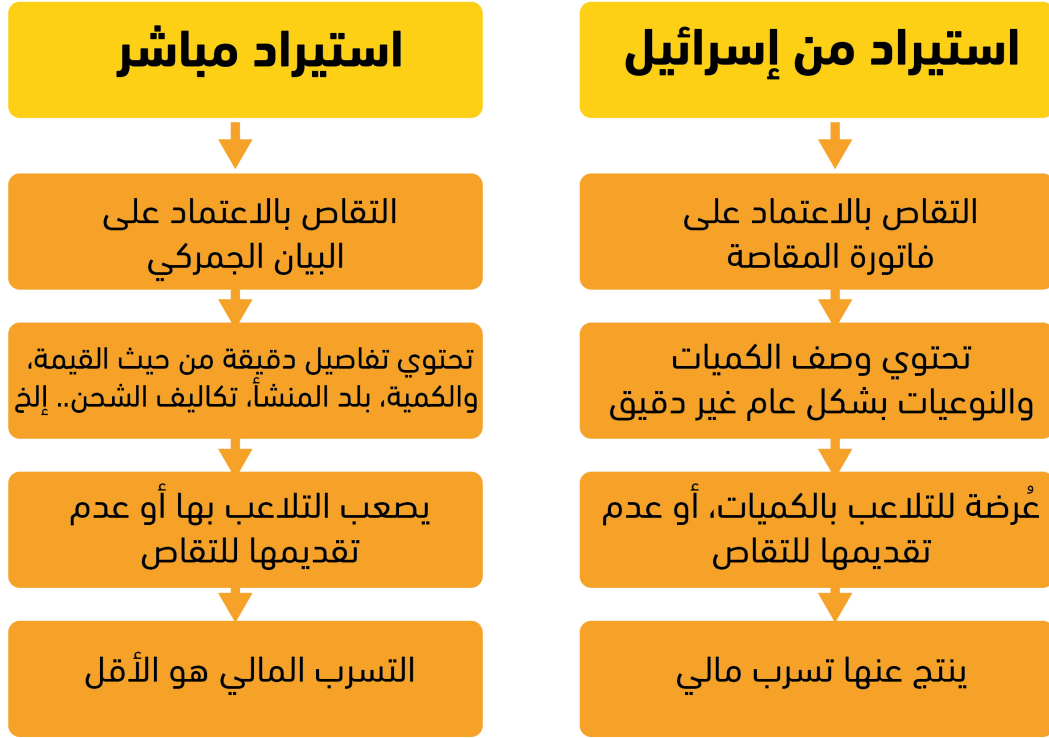 استيراد من إسرائيل
التقاص بالاعتماد على
فاتورة المقاصة
تحتوي وصف الكميات
والنوعيات بشكل عام غير دقيق
عُرضة للتلاعب بالكميات، أو عدم
تقديمها للتقاص
ينتج عنها تسرب مالي
استيراد مباشر
التقاص بالاعتماد على
البيان الجمركي
تحتوي تفاصيل دقيقة من حيث القيمة،
والكمية، بلد المنشأ، تكاليف الشحن.. إلخ
يصعب التلاعب بها أو عدم
تقديمها للتقاص
التسرب المالي هو الأقل